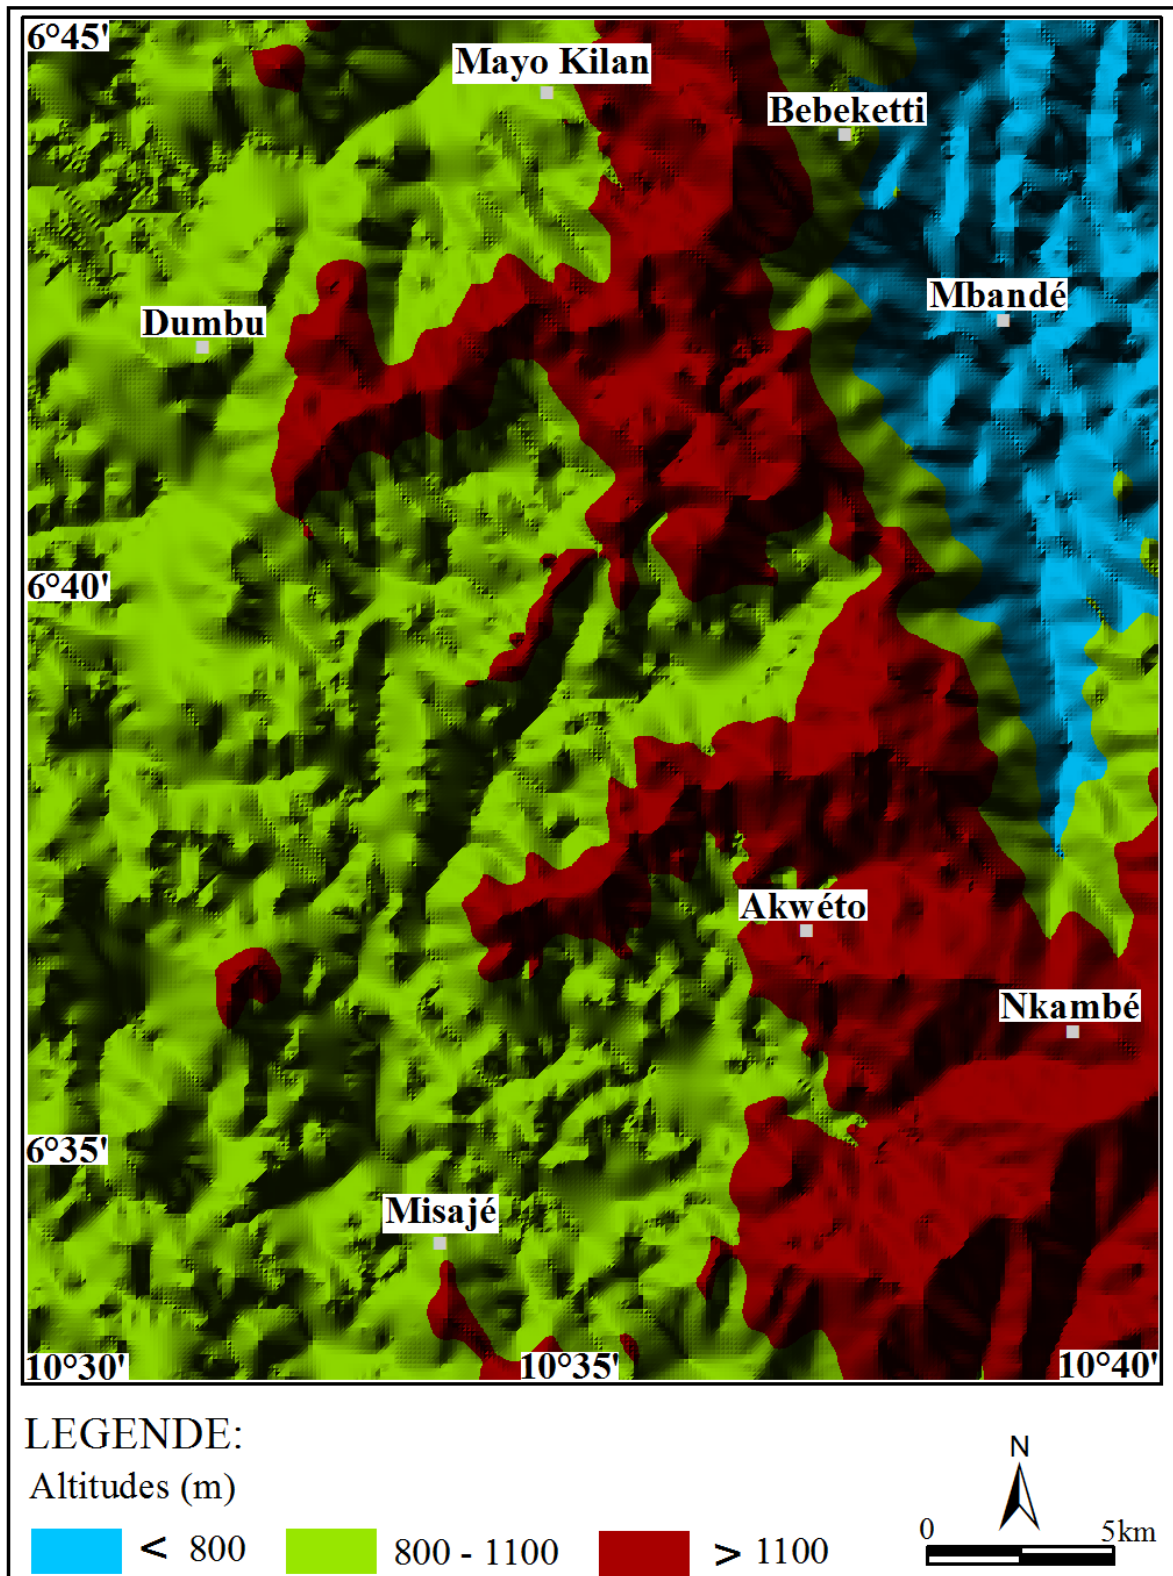 6°45'
Mayo Kilan
Bebeketti
Mbandé
Dumbu
6°40'
Akwéto
Nkambé
6°35'
Misajé
10°30'
10°35'
10°40'
LEGENDE:
Altitudes (m)
N
0 5km
< 800
800 - 1100
> 1100